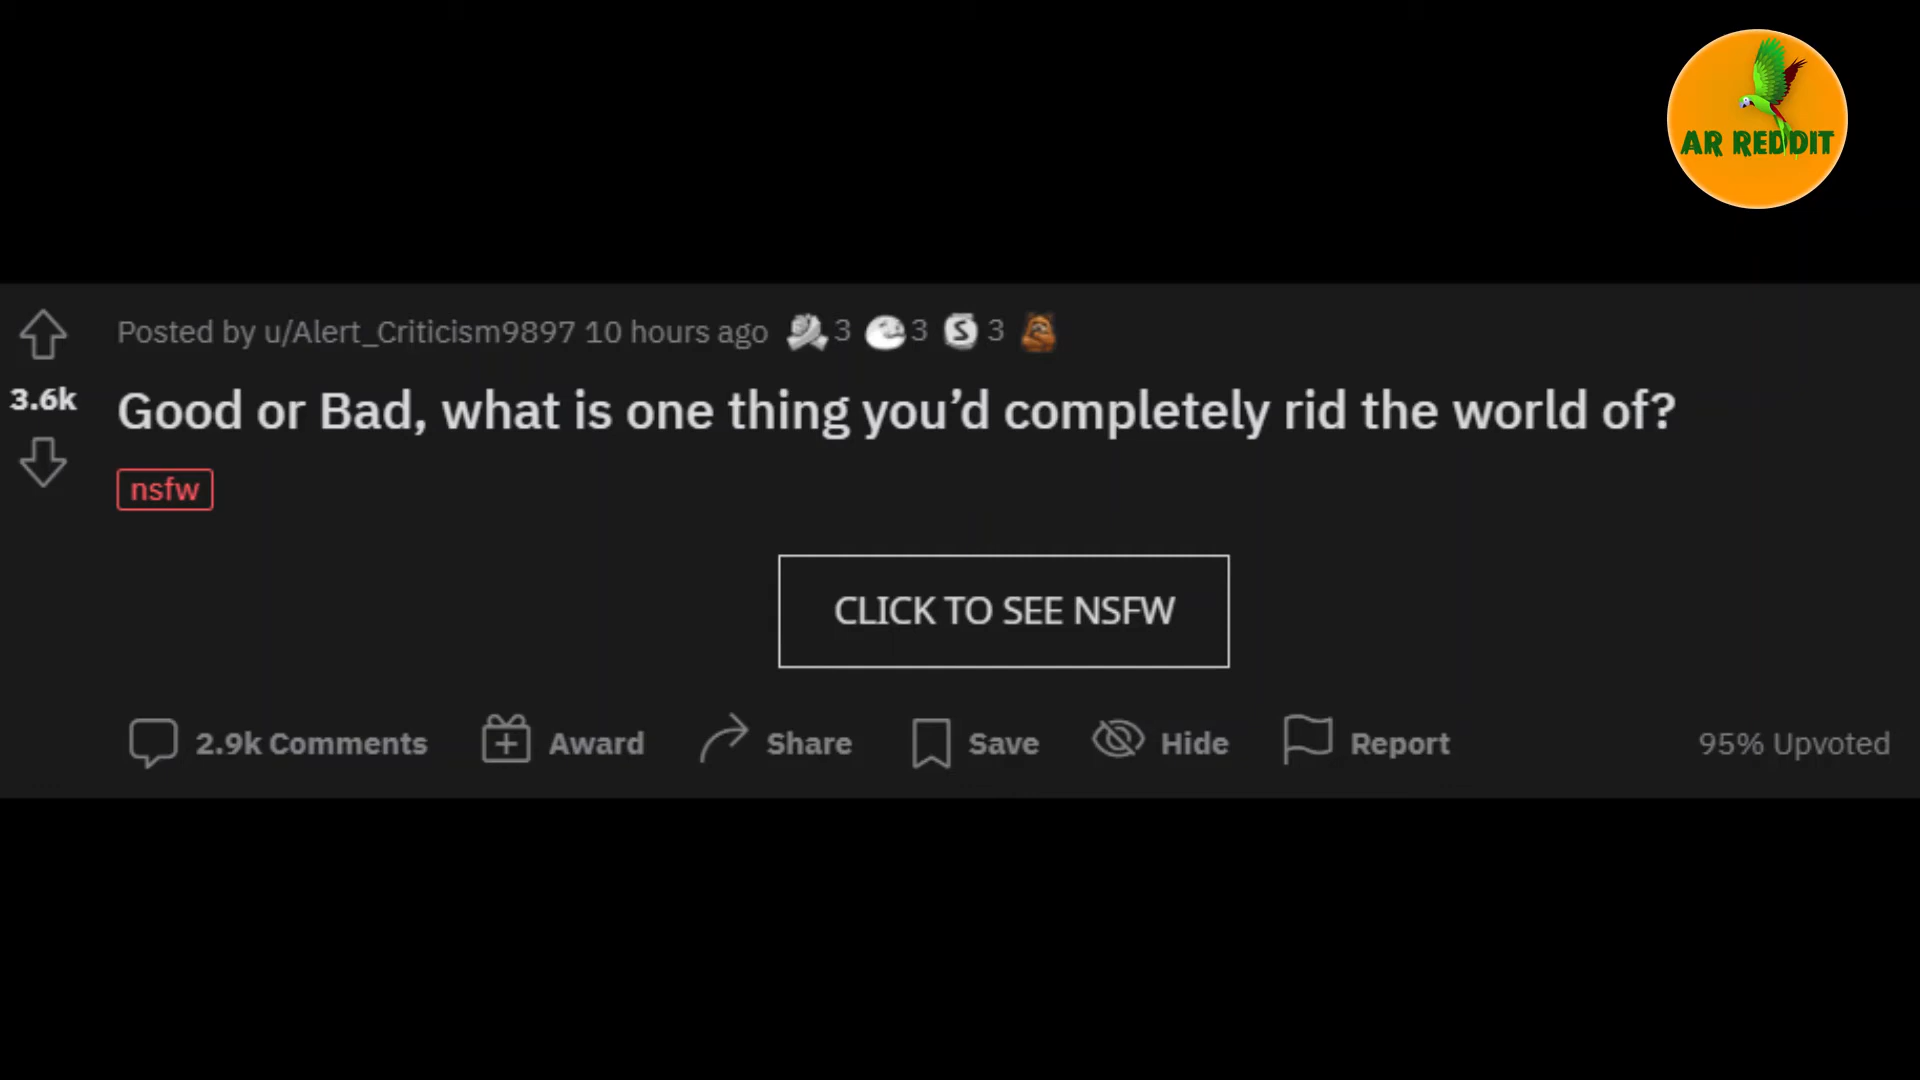 AR REDDIT
Posted by u/Alert_Criticism9897 10 hours ago 3 3 S 3
3.6k
Good or Bad, what is one thing you’d completely rid the world of?
nsfw
CLICK TO SEE NSFW
2.9k Comments Award Share Save Hide Report 95% Upvoted